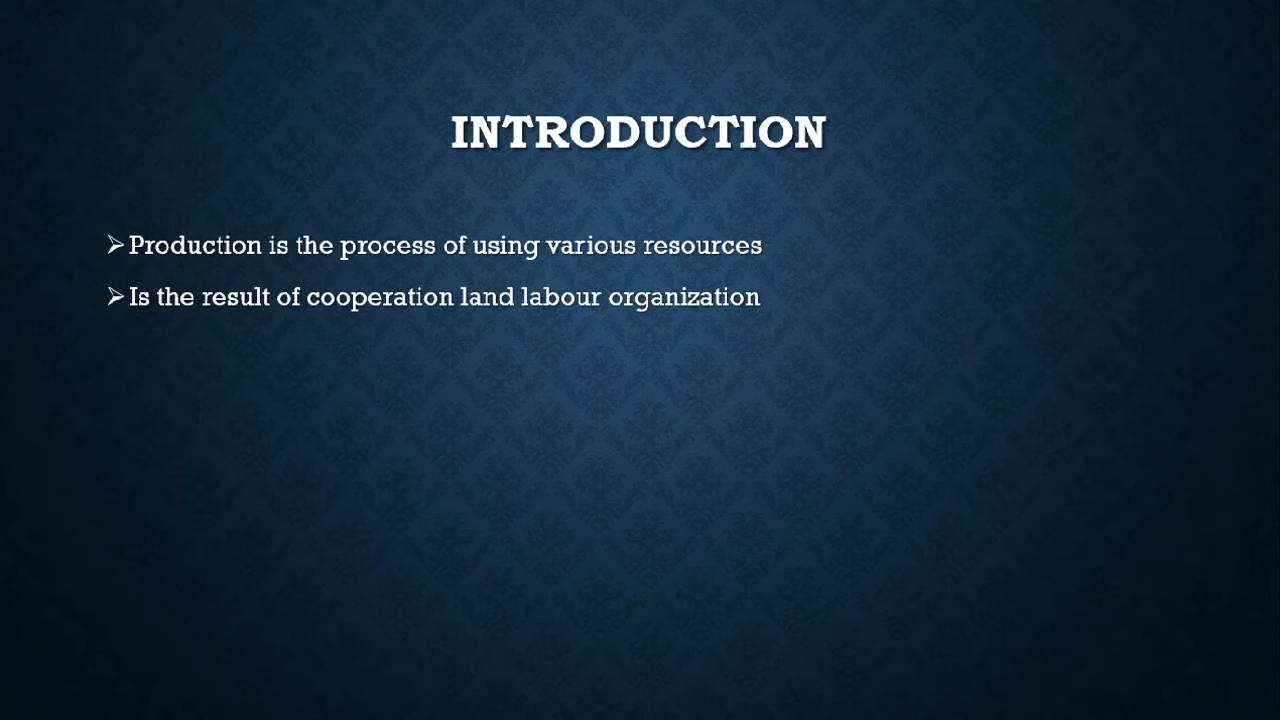 INTRODUCTION
➢Production is the process of using various resources
➢Is the result of cooperation land labour organization